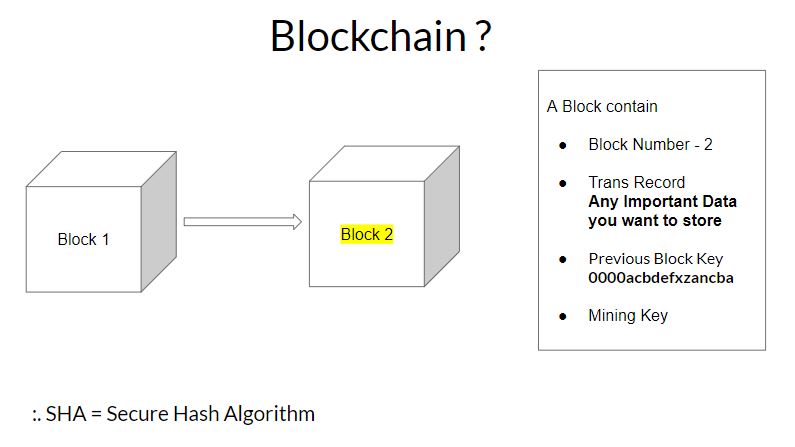 Blockchain ?
Block 1
Block 2
A Block contain
● Block Number - 2
● Trans Record
Any Important Data
you want to store
● Previous Block Key
0000acbdefxzancba
● Mining Key
:. SHA = Secure Hash Algorithm